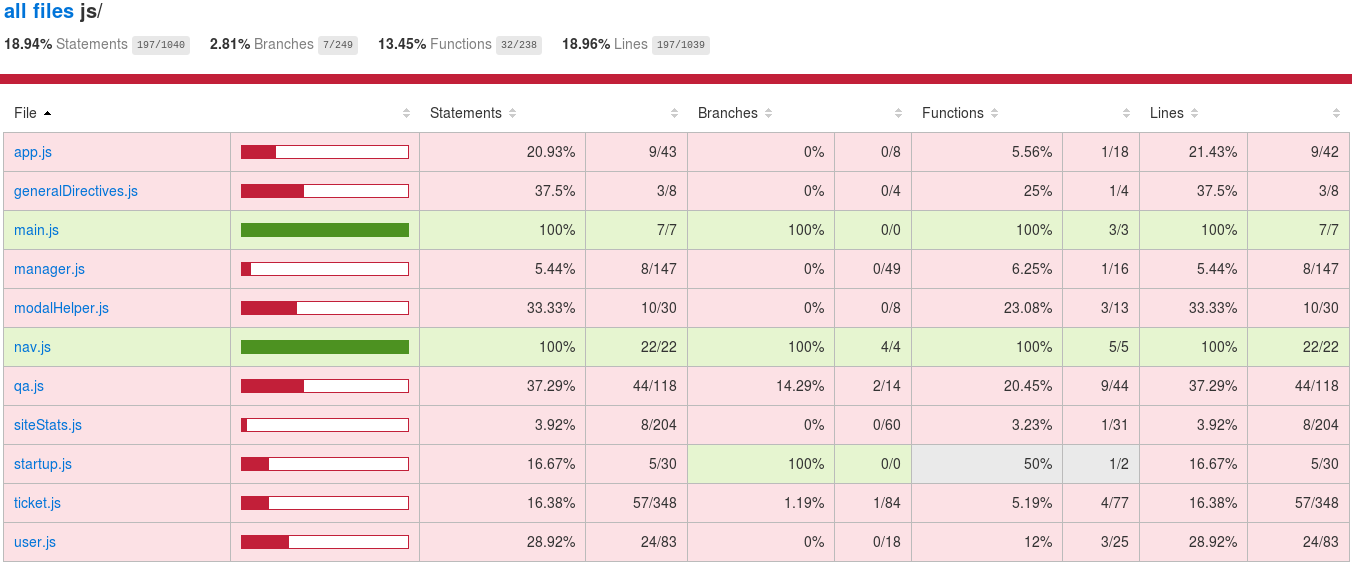 all files js/
18.94% Statements 197/1040 2.81% Branches 7/249 13.45% Functions 32/238 18.96% Lines 197/1039
File Statements Branches Functions Lines
app.js 20.93% 9/43 0% 0/8 5.56% 1/18 21.43% 9/42
generalDirectives.js 37.5% 3/8 0% 0/4 25% 1/4 37.5% 3/8
main.js 100% 7/7 100% 0/0 100% 3/3 100% 7/7
manager.js 5.44% 8/147 0% 0/49 6.25% 1/16 5.44% 8/147
modalHelper.js 33.33% 10/30 0% 0/8 23.08% 3/13 33.33% 10/30
nav.js 100% 22/22 100% 4/4 100% 5/5 100% 22/22
qa.js 37.29% 44/118 14.29% 2/14 20.45% 9/44 37.29% 44/118
siteStats.js 3.92% 8/204 0% 0/60 3.23% 1/31 3.92% 8/204
startup.js 16.67% 5/30 100% 0/0 50% 1/2 16.67% 5/30
ticket.js 16.38% 57/348 1.19% 1/84 5.19% 4/77 16.38% 57/348
user.js 28.92% 24/83 0% 0/18 12% 3/25 28.92% 24/83